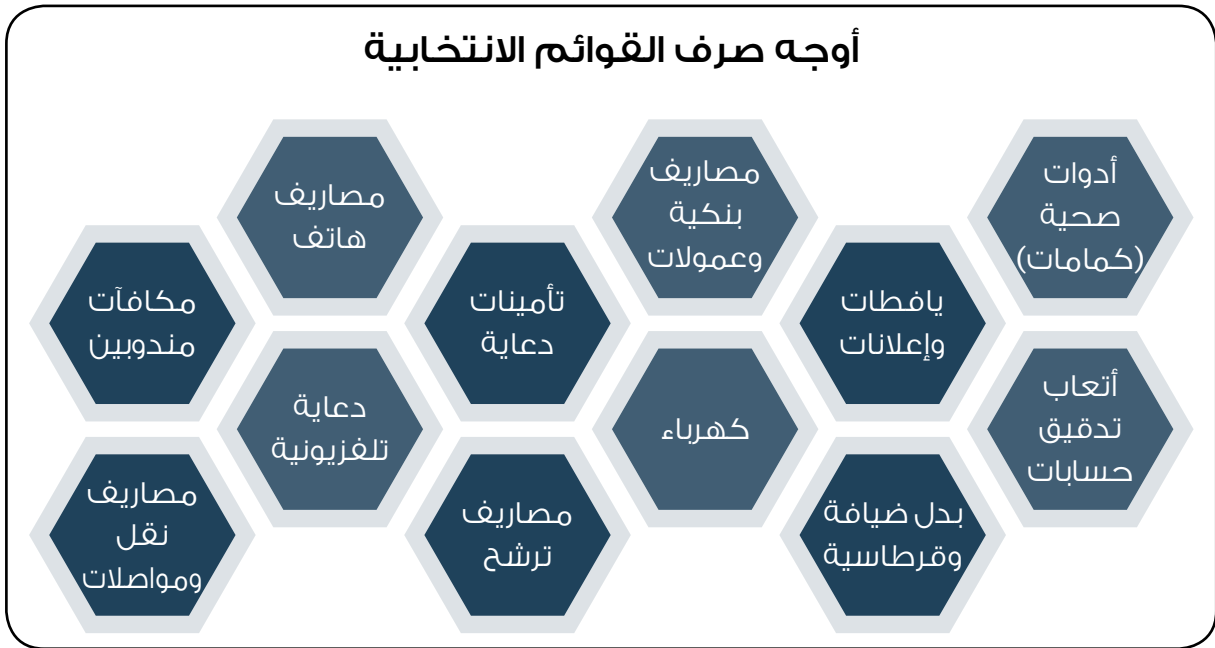 أوجه صرف القوائم الانتخابية
أدوات
صحية
(كمامات)
مصاريف
بنكية
وعمولات
مصاريف
هاتف
يافطات
وإعلانات
تأمينات
دعاية
مكافآت
مندوبين
أتعاب
تدقيق
حسابات
كهرباء
دعاية
تلفزيونية
بدل ضيافة
وقرطاسية
مصاريف
ترشح
مصاريف
نقل
ومواصلات